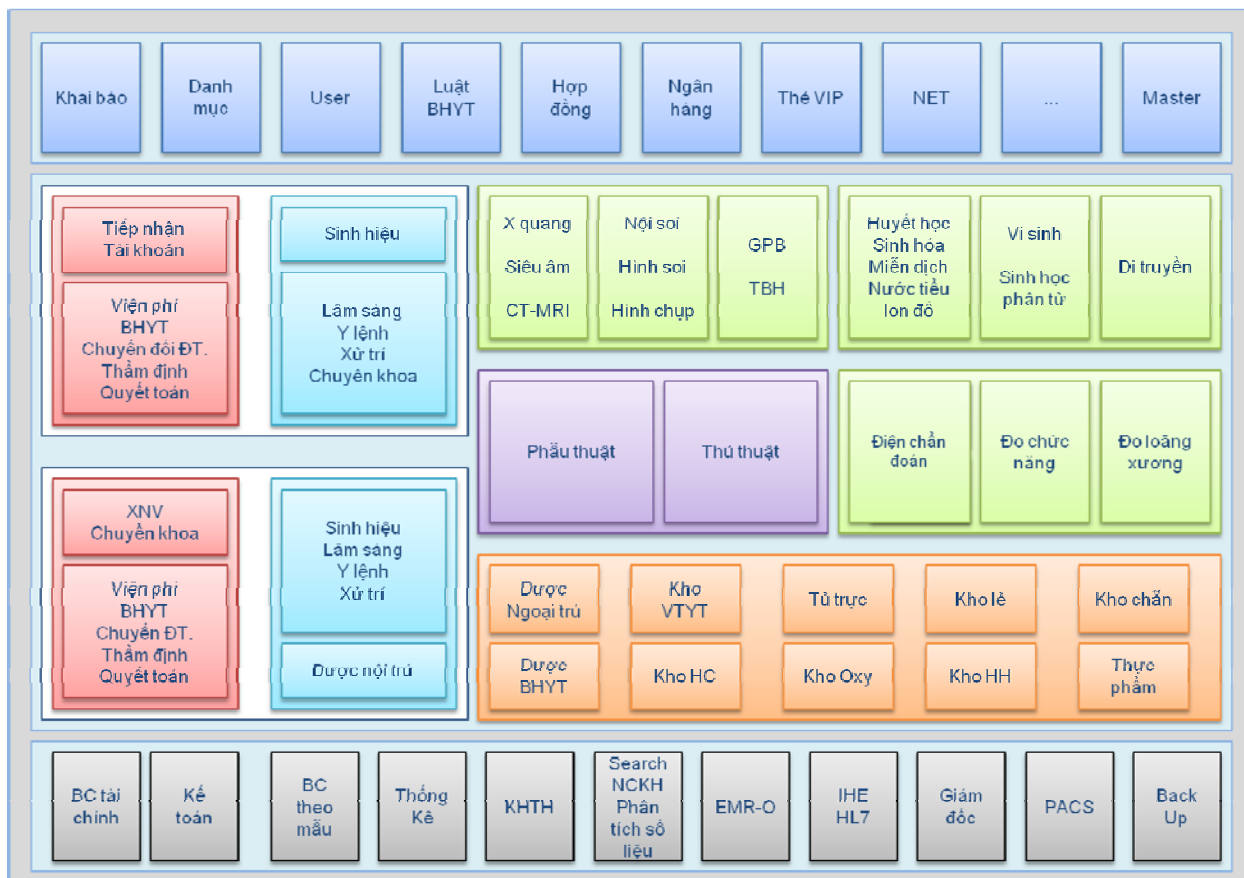 Khai báo
Danh
mục
User
Luật
BHYT
Hợp
đồng
Ngân
hàng
Thẻ VIP
NET
...
Master
Tiếp nhận
Tài khoản
Viện phí
BHYT
Chuyển đổi ĐT.
Thẩm định
Quyết toán
Sinh hiệu
Lâm sàng
Y lệnh
Xử trí
Chuyên khoa
X quang
Siêu âm
CT-MRI
Nội soi
Hình soi
Hình chụp
GPB
TBH
Huyết học
Sinh hóa
Miễn dịch
Nước tiểu
Ion đồ
Vi sinh
Sinh học
phân tử
Di truyền
Phẫu thuật
Thủ thuật
Điện chẩn
đoán
Đo chức
năng
Đo loãng
xương
XNV
Chuyển khoa
Viện phí
BHYT
Chuyển ĐT.
Thẩm định
Quyết toán
Sinh hiệu
Lâm sàng
Y lệnh
Xử trí
Dược nội trú
Dược
Ngoại trú
Kho
VTYT
Tủ trực
Kho lẻ
Kho chẵn
Dược
BHYT
Kho HC
Kho Oxy
Kho HH
Thực
phẩm
BC tài
chính
Kế
toán
BC
theo
mẫu
Thống
Kê
KHTH
Search
NCKH
Phân
tích số
liệu
EMR-O
IHE
HL7
Giám
đốc
PACS
Back
Up